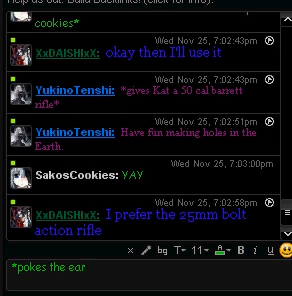 Help us out. Build Backlinks! (click for info).
cookies*
Wed Nov 25, 7:02:43pm
XxDAISHIxX: okay then I'll use it
Wed Nov 25, 7:02:43pm
YukinoTenshi: *gives Kat a 50 cal barrett
rifle*
Wed Nov 25, 7:02:51pm
YukinoTenshi: Have fun making holes in the
Earth.
Wed Nov 25, 7:03:00pm
SakosCookies: YAY
Wed Nov 25, 7:02:58pm
XxDAISHIxX: I prefer the 25mm bolt
action rifle
× bg T 11 A B i u
*pokes the ear